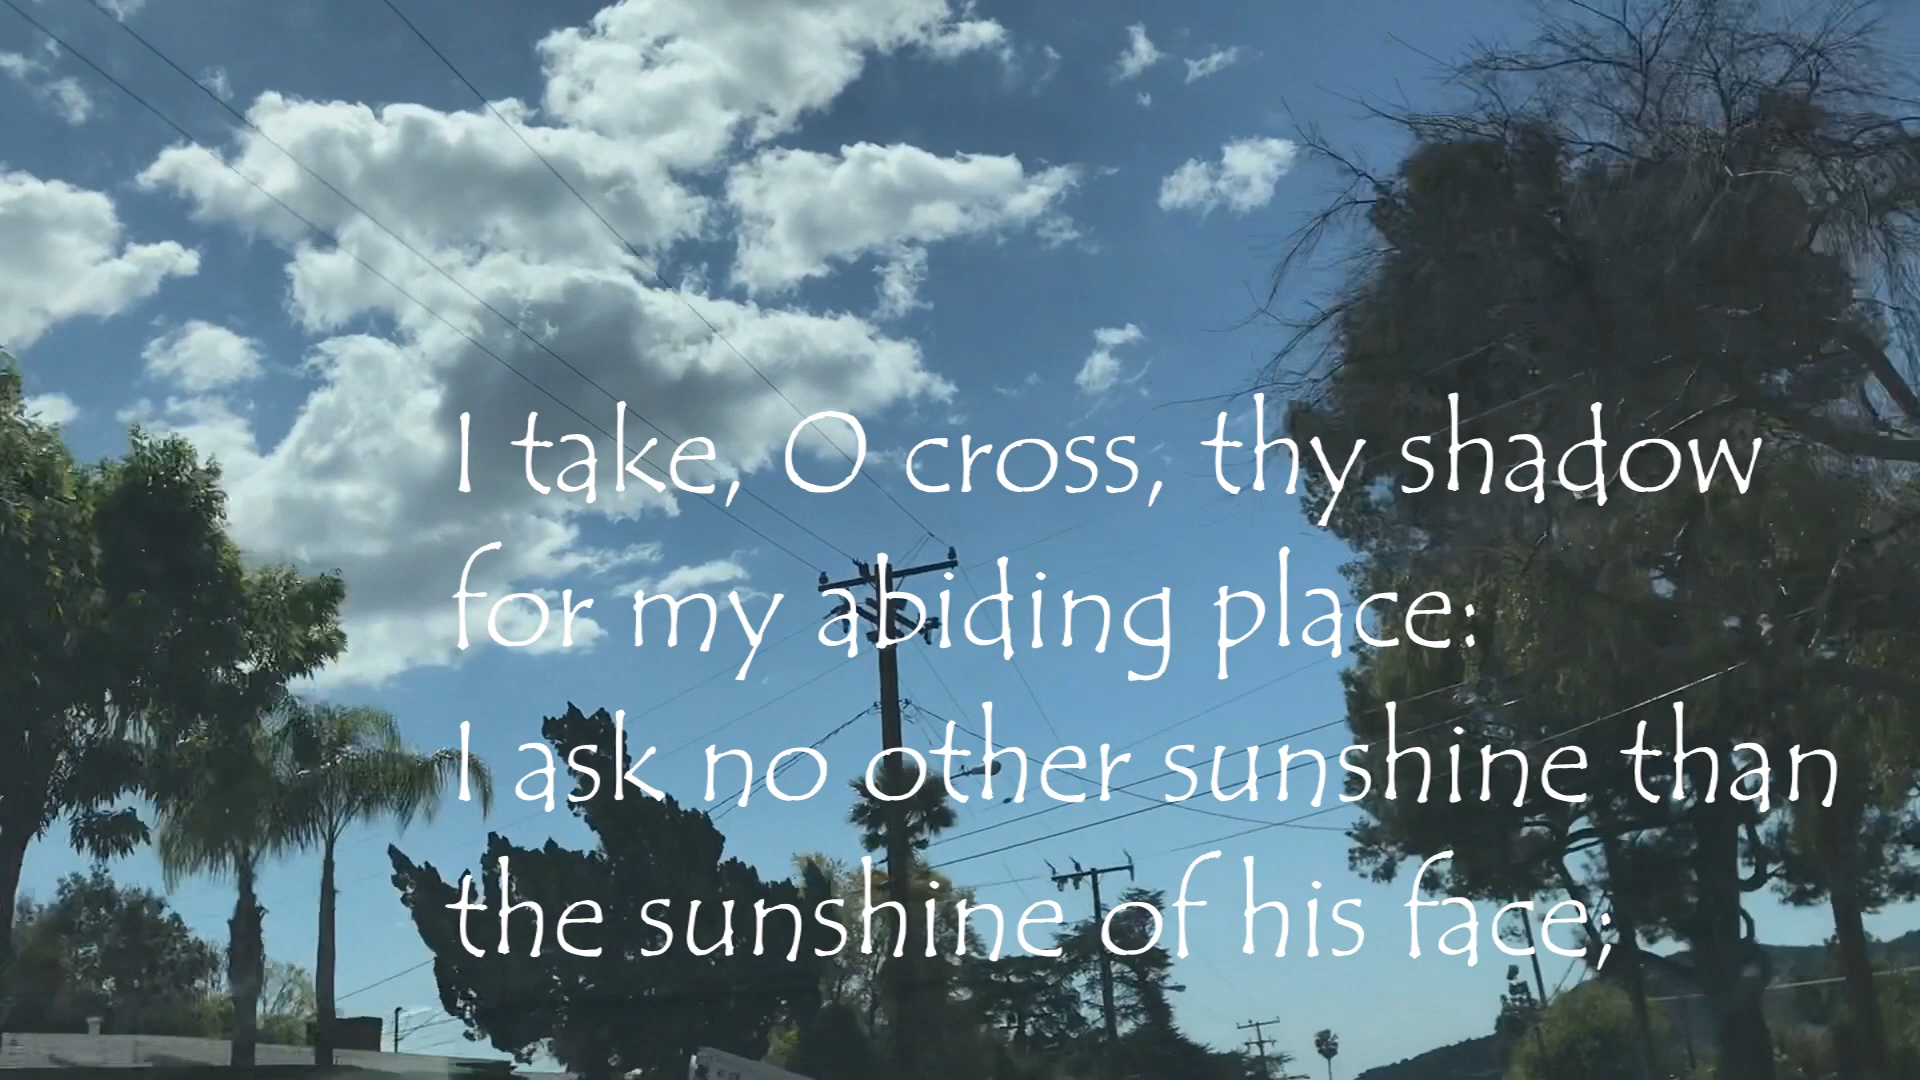 I take, O cross, thy shadow
for my abiding place:
I ask no other sunshine than
the sunshine of his face;